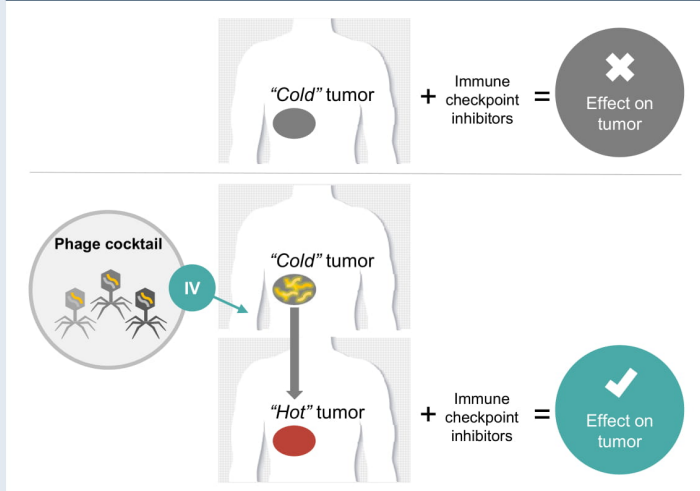 “Cold” tumor
+ Immune
checkpoint
inhibitors
=
Effect on
tumor
Phage cocktail
IV
“Cold” tumor
“Hot” tumor
+ Immune
checkpoint
inhibitors
=
Effect on
tumor